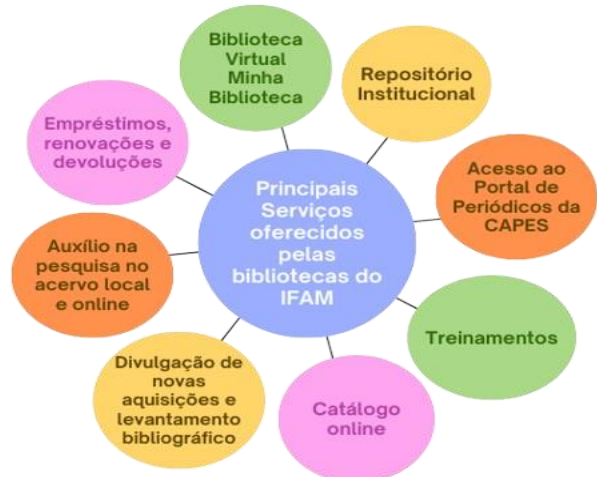 Biblioteca
Virtual
Minha
Biblioteca
Repositório
Institucional
Empréstimos,
renovações e
devoluções
Principais
Serviços
oferecidos
pelas
bibliotecas do
IFAM
Acesso ao
Portal de
Periódicos da
CAPES
Auxílio na
pesquisa no
acervo local
e online
Treinamentos
Divulgação de
novas
aquisições e
levantamento
bibliográfico
Catálogo
online